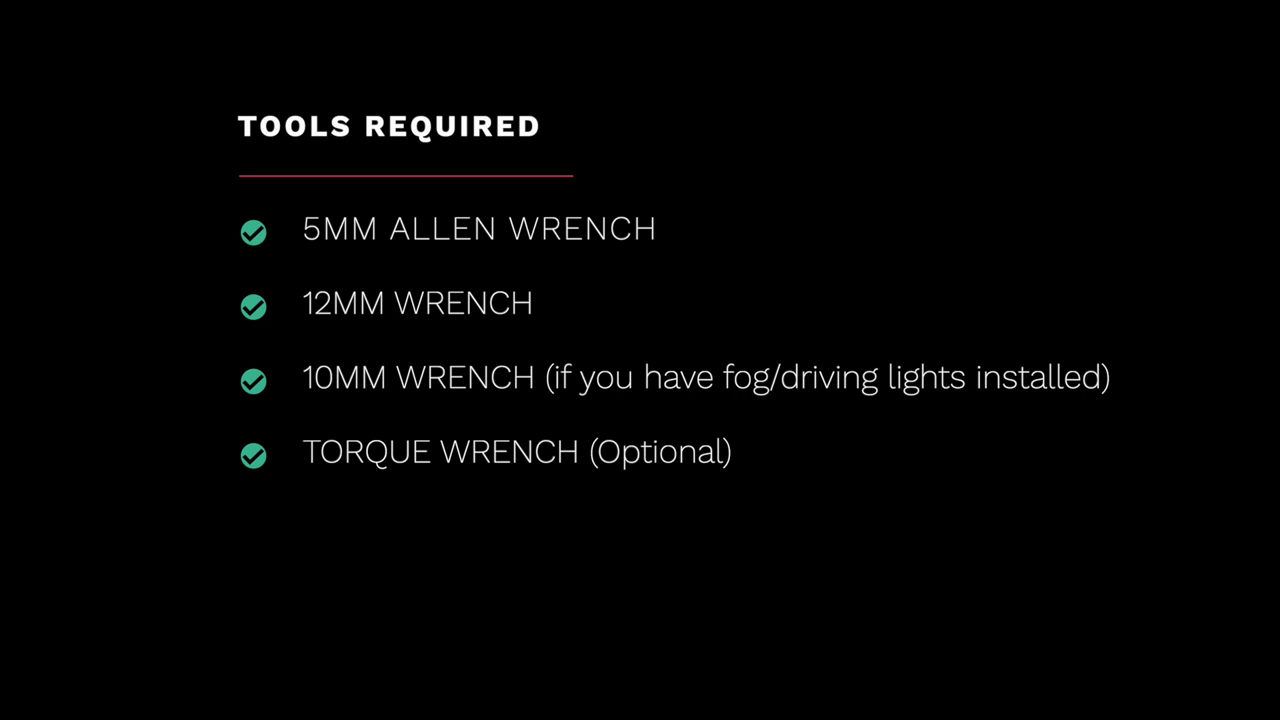 TOOLS REQUIRED
5MM ALLEN WRENCH
12MM WRENCH
10MM WRENCH (if you have fog/driving lights installed)
TORQUE WRENCH (Optional)